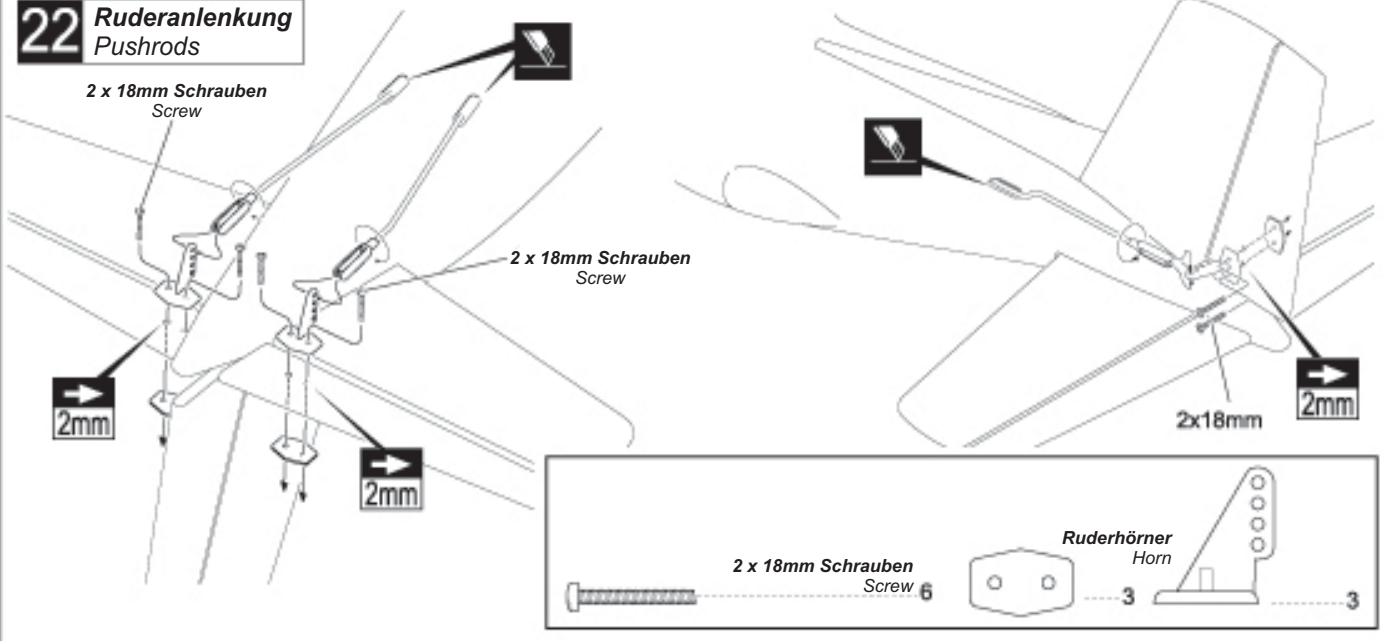 22
Ruderanlenkung
Pushrods
2 x 18mm Schrauben
Screw
2 x 18mm Schrauben
Screw
2mm
2mm
2x18mm
2mm
2 x 18mm Schrauben
Screw 6
3
Ruderhörner
Horn
3